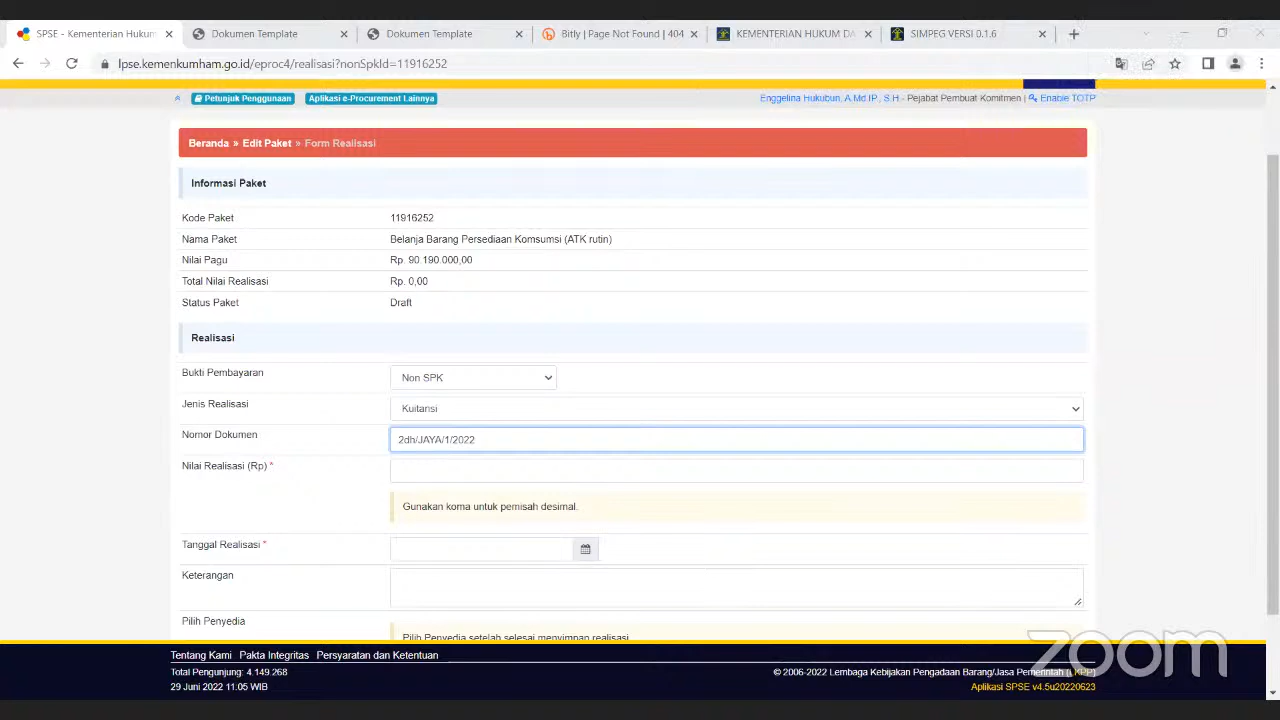 SPSE - Kementerian Hukum
Dokumen Template
Dokumen Template
Bitly | Page Not Found | 404
KEMENTERIAN HUKUM DA
SIMPEG VERSI 0.1.6
lpse.kemenkumham.go.id/eproc4/realisasi?nonSpkId=11916252
Petunjuk Penggunaan
Aplikasi e-Procurement Lainnya
Enggelina Hukubun, A.Md.IP., S.H - Pejabat Pembuat Komitmen | Enable TOTP
Beranda » Edit Paket » Form Realisasi
Informasi Paket
Kode Paket 11916252
Nama Paket Belanja Barang Persediaan Komsumsi (ATK rutin)
Nilai Pagu Rp. 90.190.000,00
Total Nilai Realisasi Rp. 0,00
Status Paket Draft
Realisasi
Bukti Pembayaran Non SPK
Jenis Realisasi Kuitansi
Nomor Dokumen 2dh/JAYA/1/2022
Nilai Realisasi (Rp) *
Gunakan koma untuk pemisah desimal.
Tanggal Realisasi *
Keterangan
Pilih Penyedia
Pilih Penyedia setelah selesai menyimpan realisasi
Tentang Kami Pakta Integritas Persyaratan dan Ketentuan
Total Pengunjung: 4.149.268
29 Juni 2022 11:05 WIB
© 2006-2022 Lembaga Kebijakan Pengadaan Barang/Jasa Pemerintah (LKPP)
Aplikasi SPSE v4.5u20220623
zoom